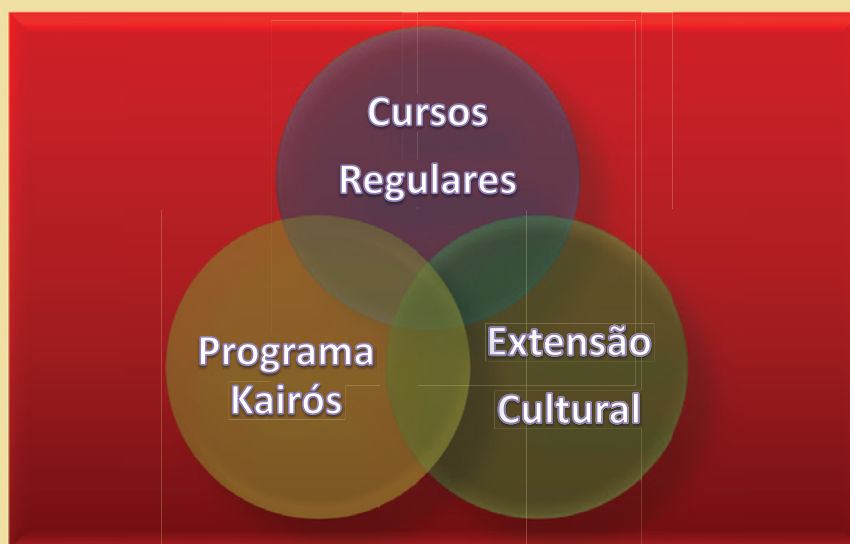 Cursos
Regulares
Programa
Kairós
Extensão
Cultural